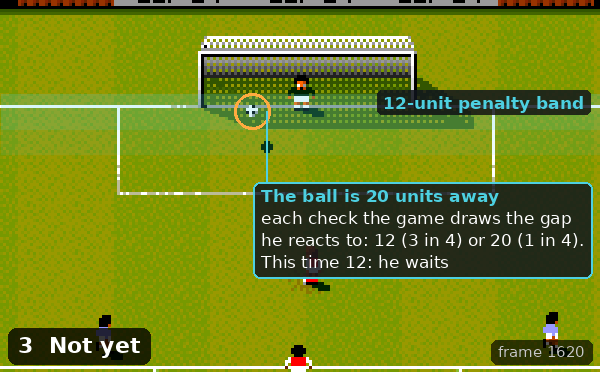 12-unit penalty band
The ball is 20 units away
each check the game draws the gap
he reacts to: 12 (3 in 4) or 20 (1 in 4).
This time 12: he waits
3 Not yet
frame 1620